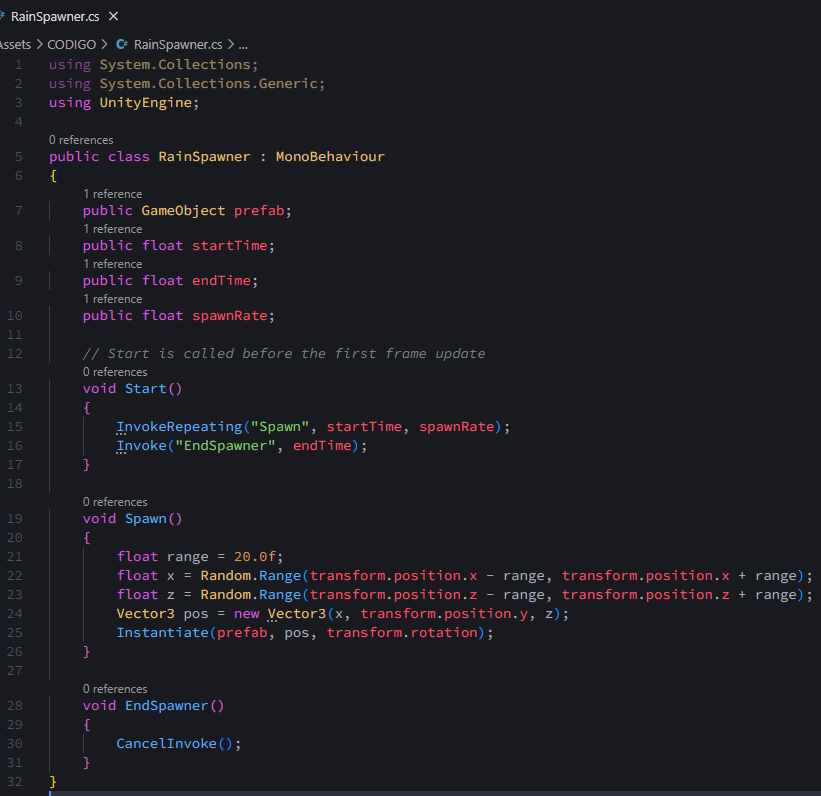 RainSpawner.cs ×
Assets > CODIGO > RainSpawner.cs > ...
1 using System.Collections;
2 using System.Collections.Generic;
3 using UnityEngine;
4
0 references
5 public class RainSpawner : MonoBehaviour
6 {
1 reference
7 public GameObject prefab;
1 reference
8 public float startTime;
1 reference
9 public float endTime;
1 reference
10 public float spawnRate;
11
12 // Start is called before the first frame update
0 references
13 void Start()
14 {
15 InvokeRepeating("Spawn", startTime, spawnRate);
16 Invoke("EndSpawner", endTime);
17 }
18
0 references
19 void Spawn()
20 {
21 float range = 20.0f;
22 float x = Random.Range(transform.position.x - range, transform.position.x + range);
23 float z = Random.Range(transform.position.z - range, transform.position.z + range);
24 Vector3 pos = new Vector3(x, transform.position.y, z);
25 Instantiate(prefab, pos, transform.rotation);
26 }
27
0 references
28 void EndSpawner()
29 {
30 CancelInvoke();
31 }
32 }